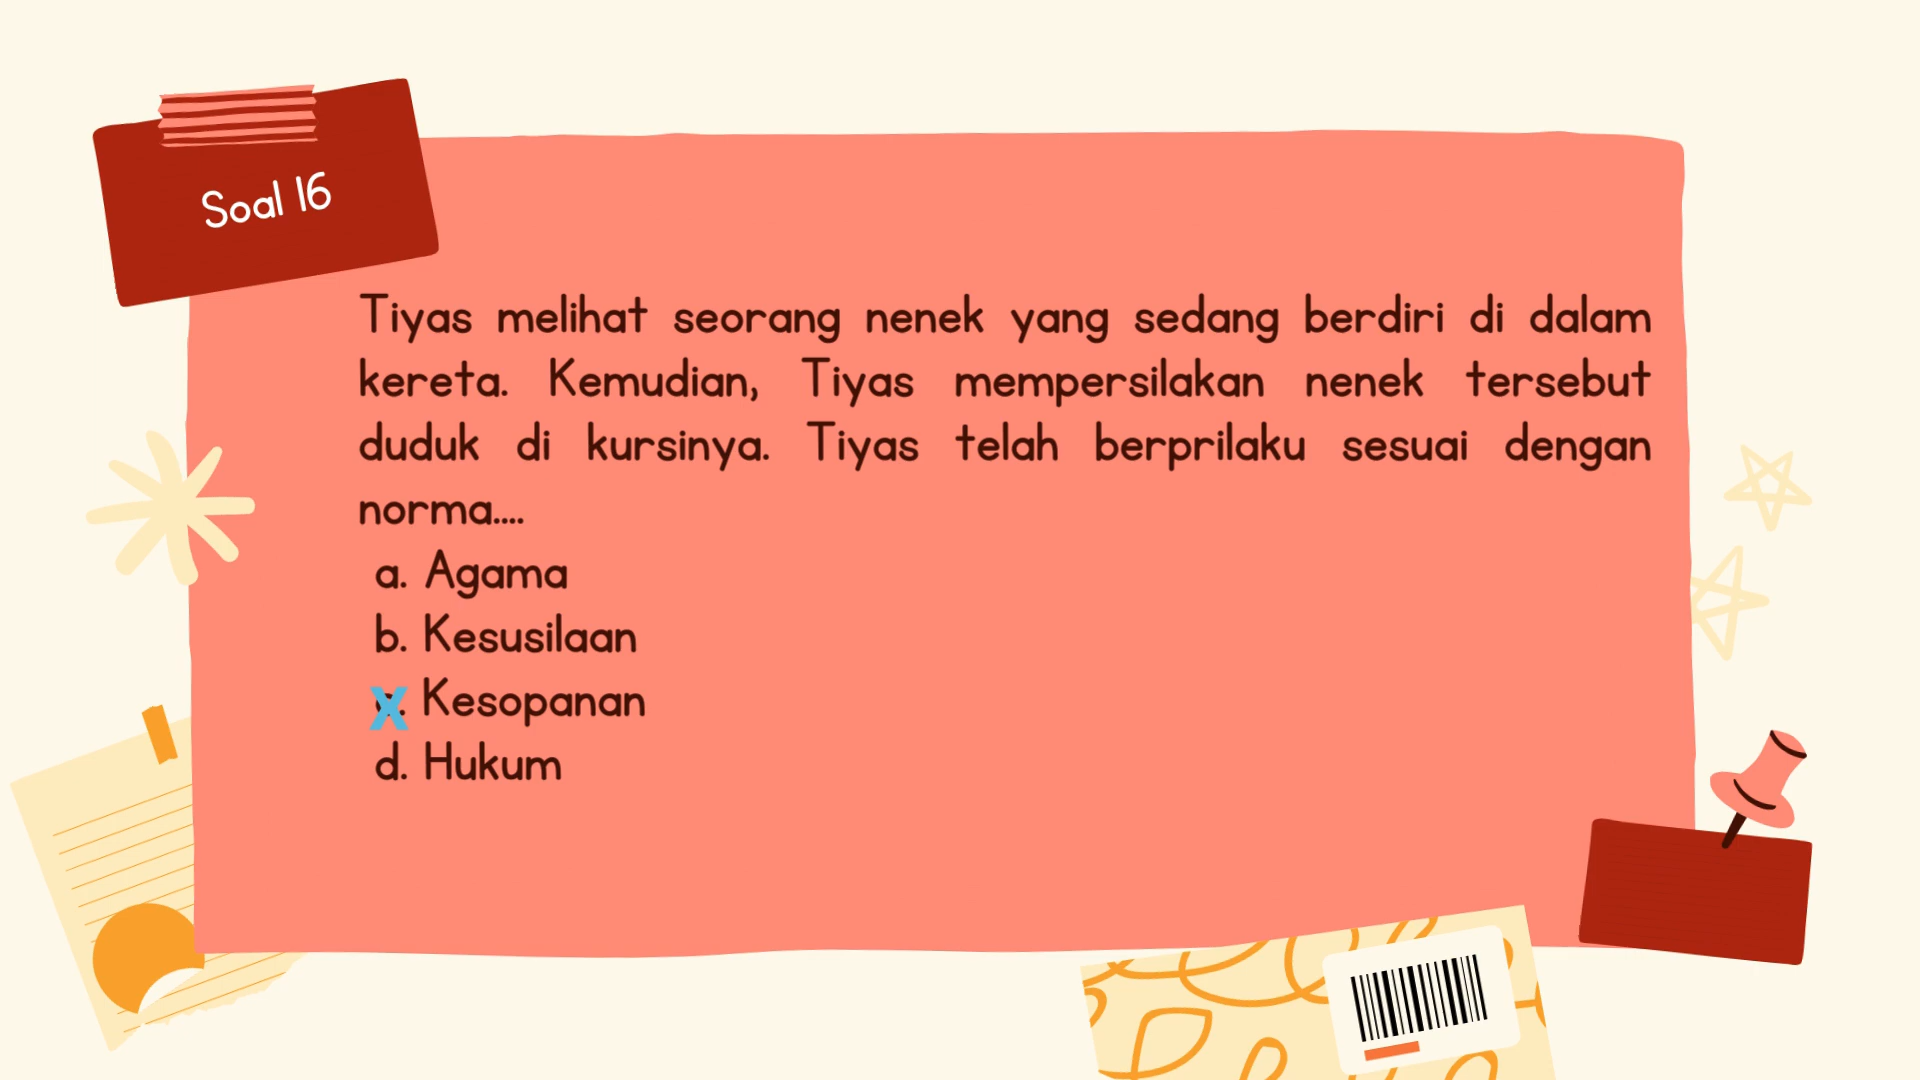 Soal 16
Tiyas melihat seorang nenek yang sedang berdiri di dalam
kereta. Kemudian, Tiyas mempersilakan nenek tersebut
duduk di kursinya. Tiyas telah berprilaku sesuai dengan
norma....
a. Agama
b. Kesusilaan
c. Kesopanan
d. Hukum